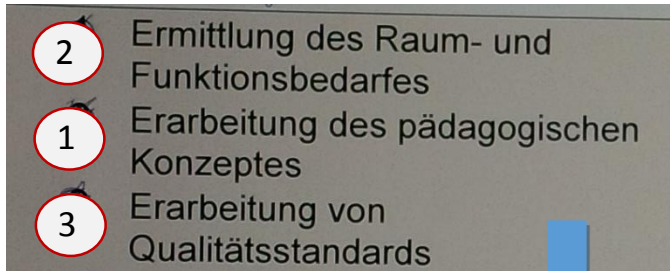 2 Ermittlung des Raum- und
Funktionsbedarfes
1 Erarbeitung des pädagogischen
Konzeptes
3 Erarbeitung von
Qualitätsstandards